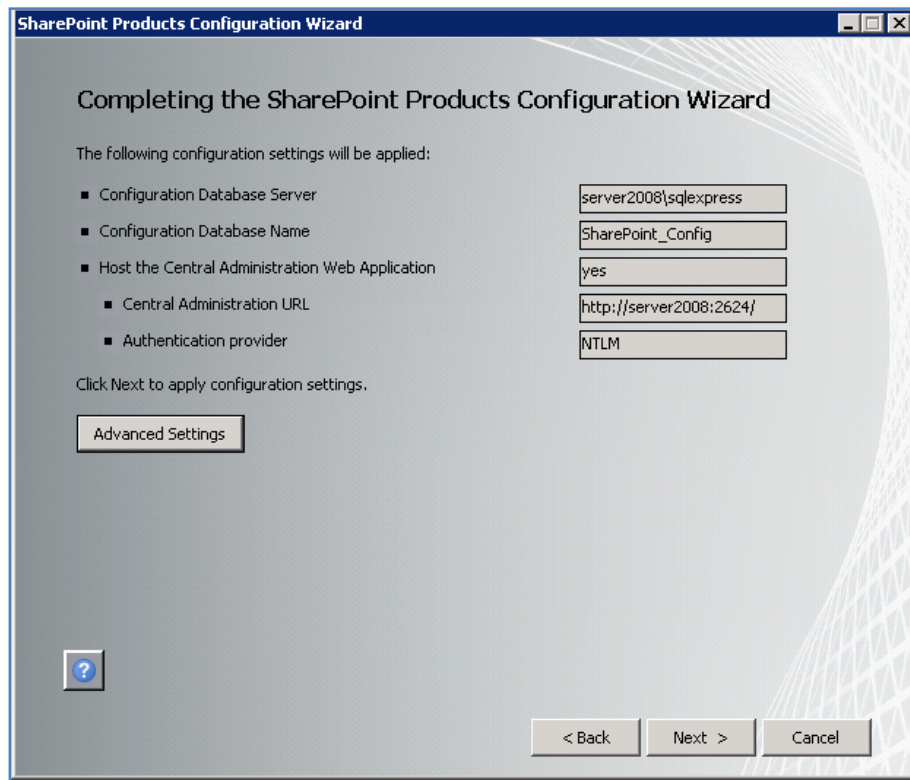 SharePoint Products Configuration Wizard
Completing the SharePoint Products Configuration Wizard
The following configuration settings will be applied:
Configuration Database Server server2008\sqlexpress
Configuration Database Name SharePoint_Config
Host the Central Administration Web Application yes
Central Administration URL http://server2008:2624/
Authentication provider NTLM
Click Next to apply configuration settings.
Advanced Settings
?
< Back Next > Cancel